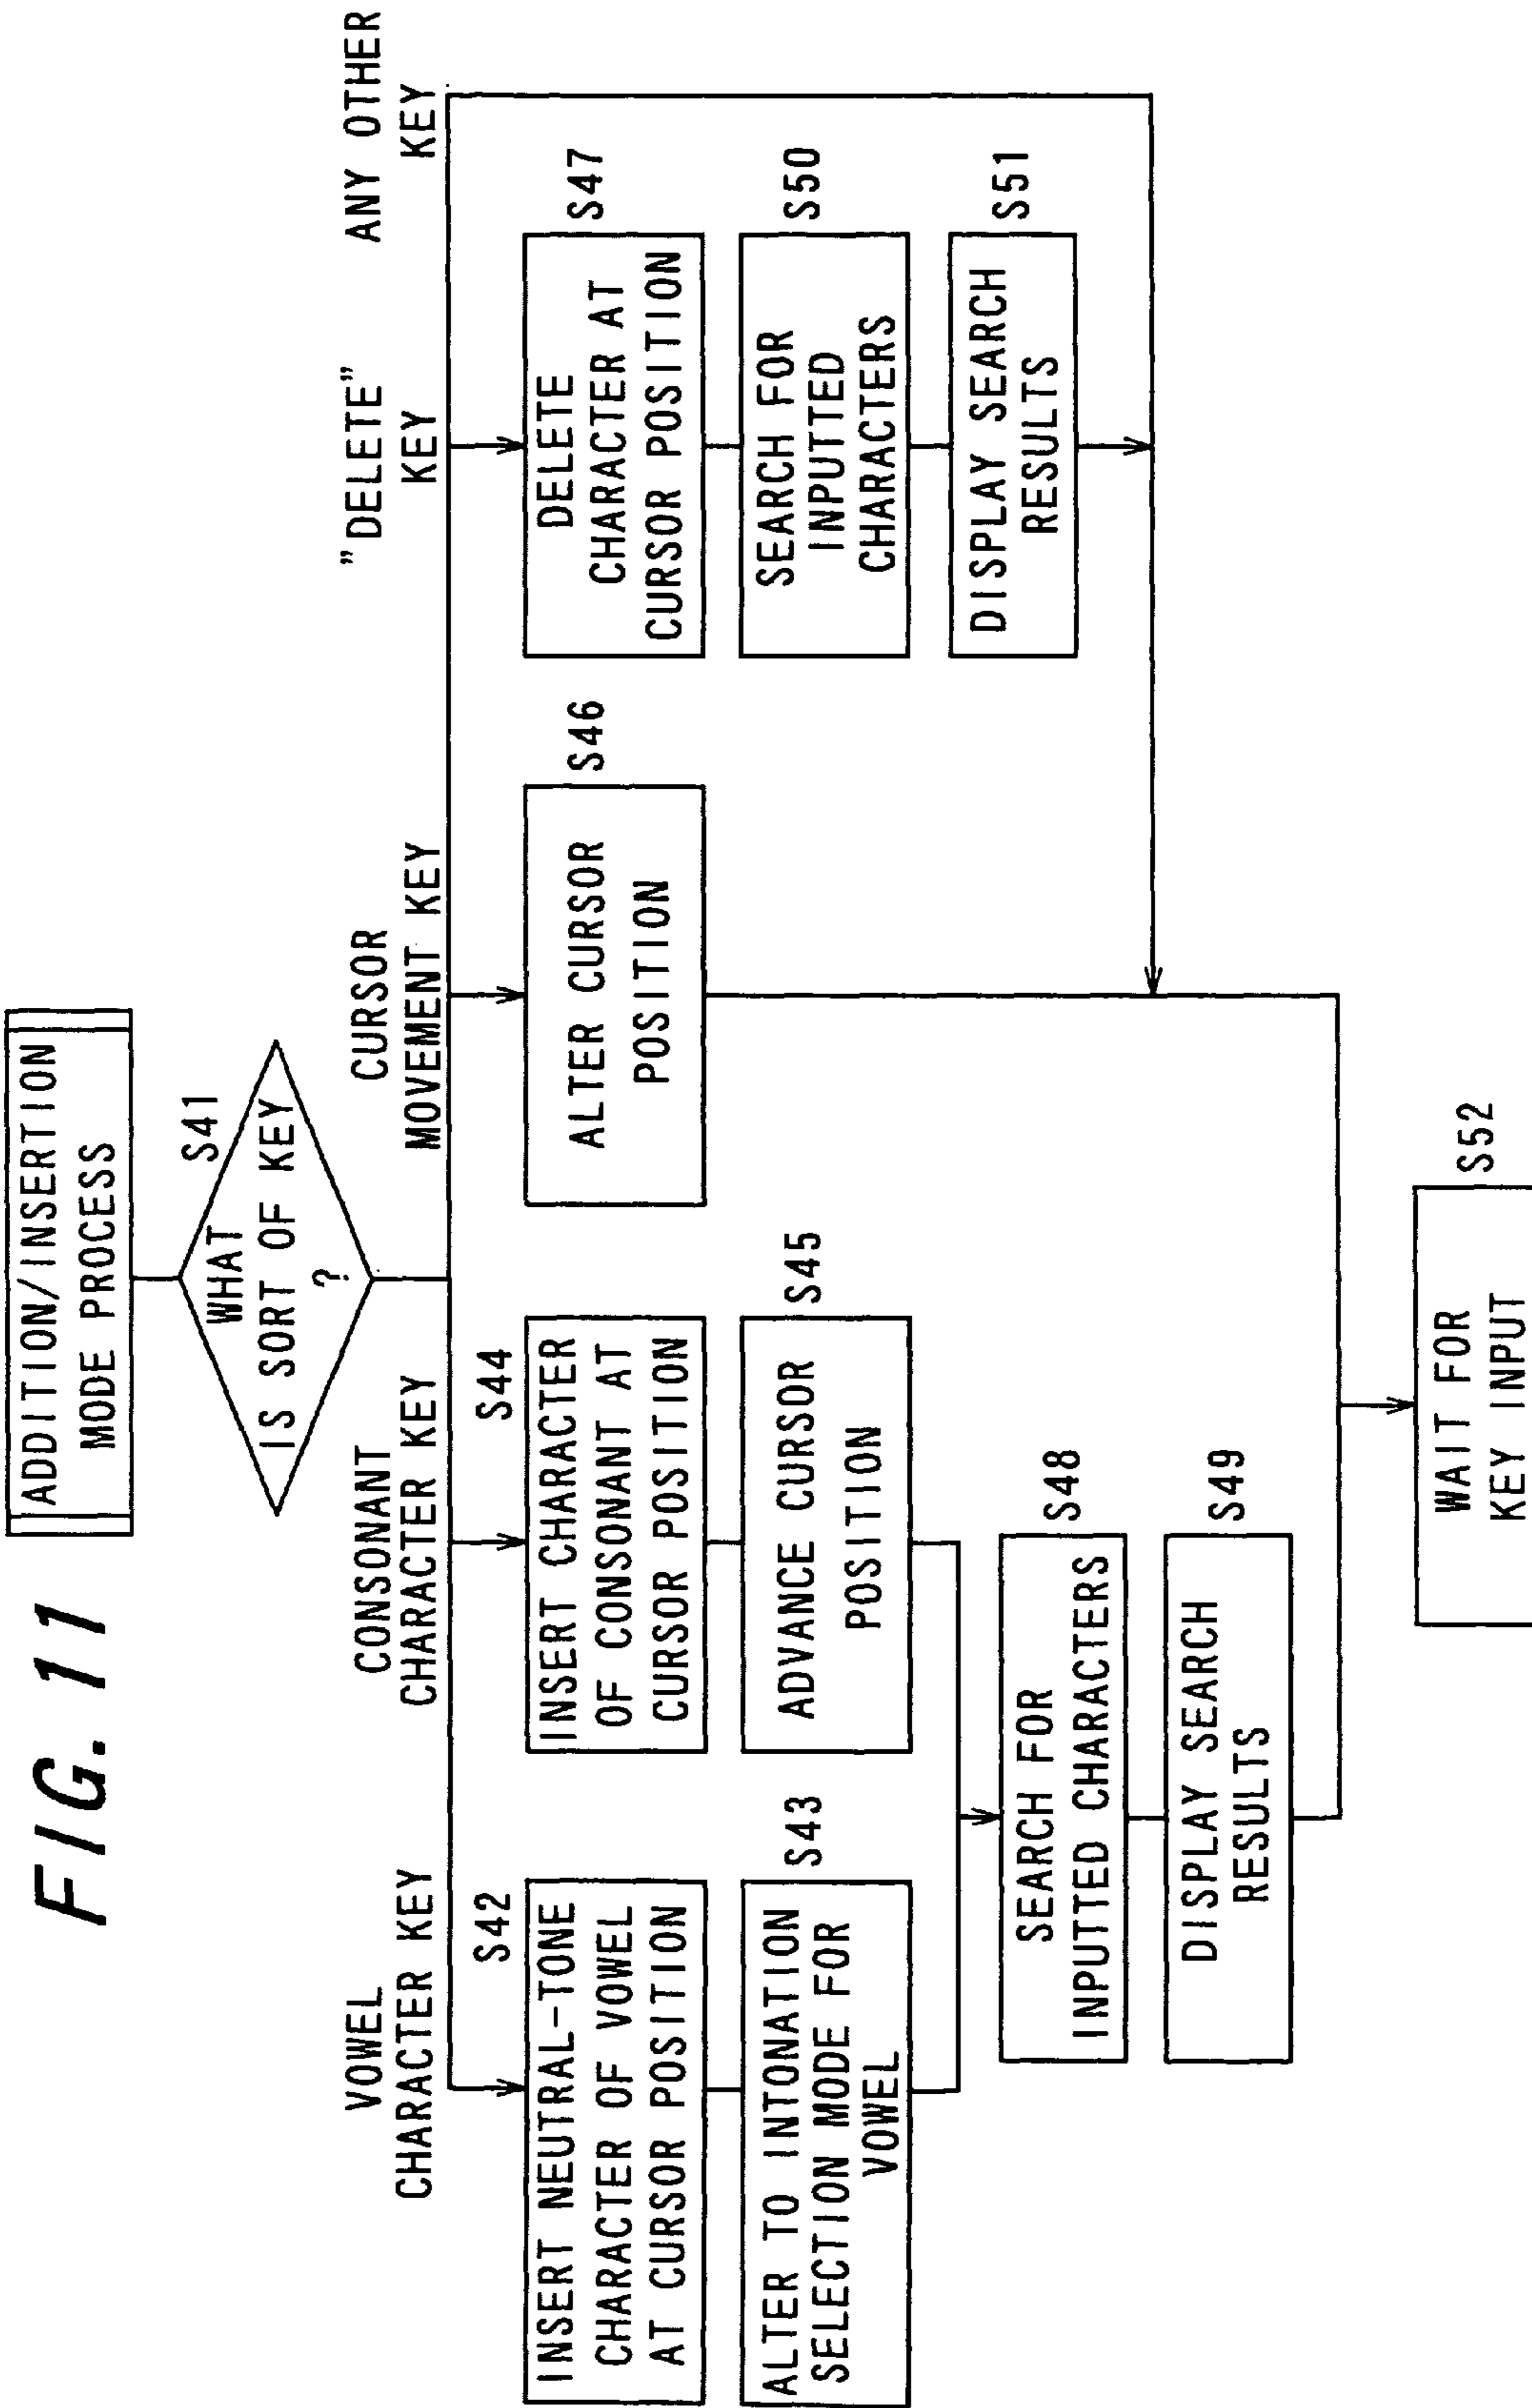 FIG. 11
ADDITION/INSERTION
MODE PROCESS
S41
WHAT
IS SORT OF KEY
?
VOWEL
CHARACTER KEY
CONSONANT
CHARACTER KEY
CURSOR
MOVEMENT KEY
"DELETE"
KEY
ANY OTHER
KEY
S42
INSERT NEUTRAL-TONE
CHARACTER OF VOWEL
AT CURSOR POSITION
S43
ALTER TO INTONATION
SELECTION MODE FOR
VOWEL
S44
INSERT CHARACTER
OF CONSONANT AT
CURSOR POSITION
S45
ADVANCE CURSOR
POSITION
S46
ALTER CURSOR
POSITION
S47
DELETE
CHARACTER AT
CURSOR POSITION
S50
SEARCH FOR
INPUTTED
CHARACTERS
S51
DISPLAY SEARCH
RESULTS
S48
SEARCH FOR
INPUTTED CHARACTERS
S49
DISPLAY SEARCH
RESULTS
S52
WAIT FOR
KEY INPUT